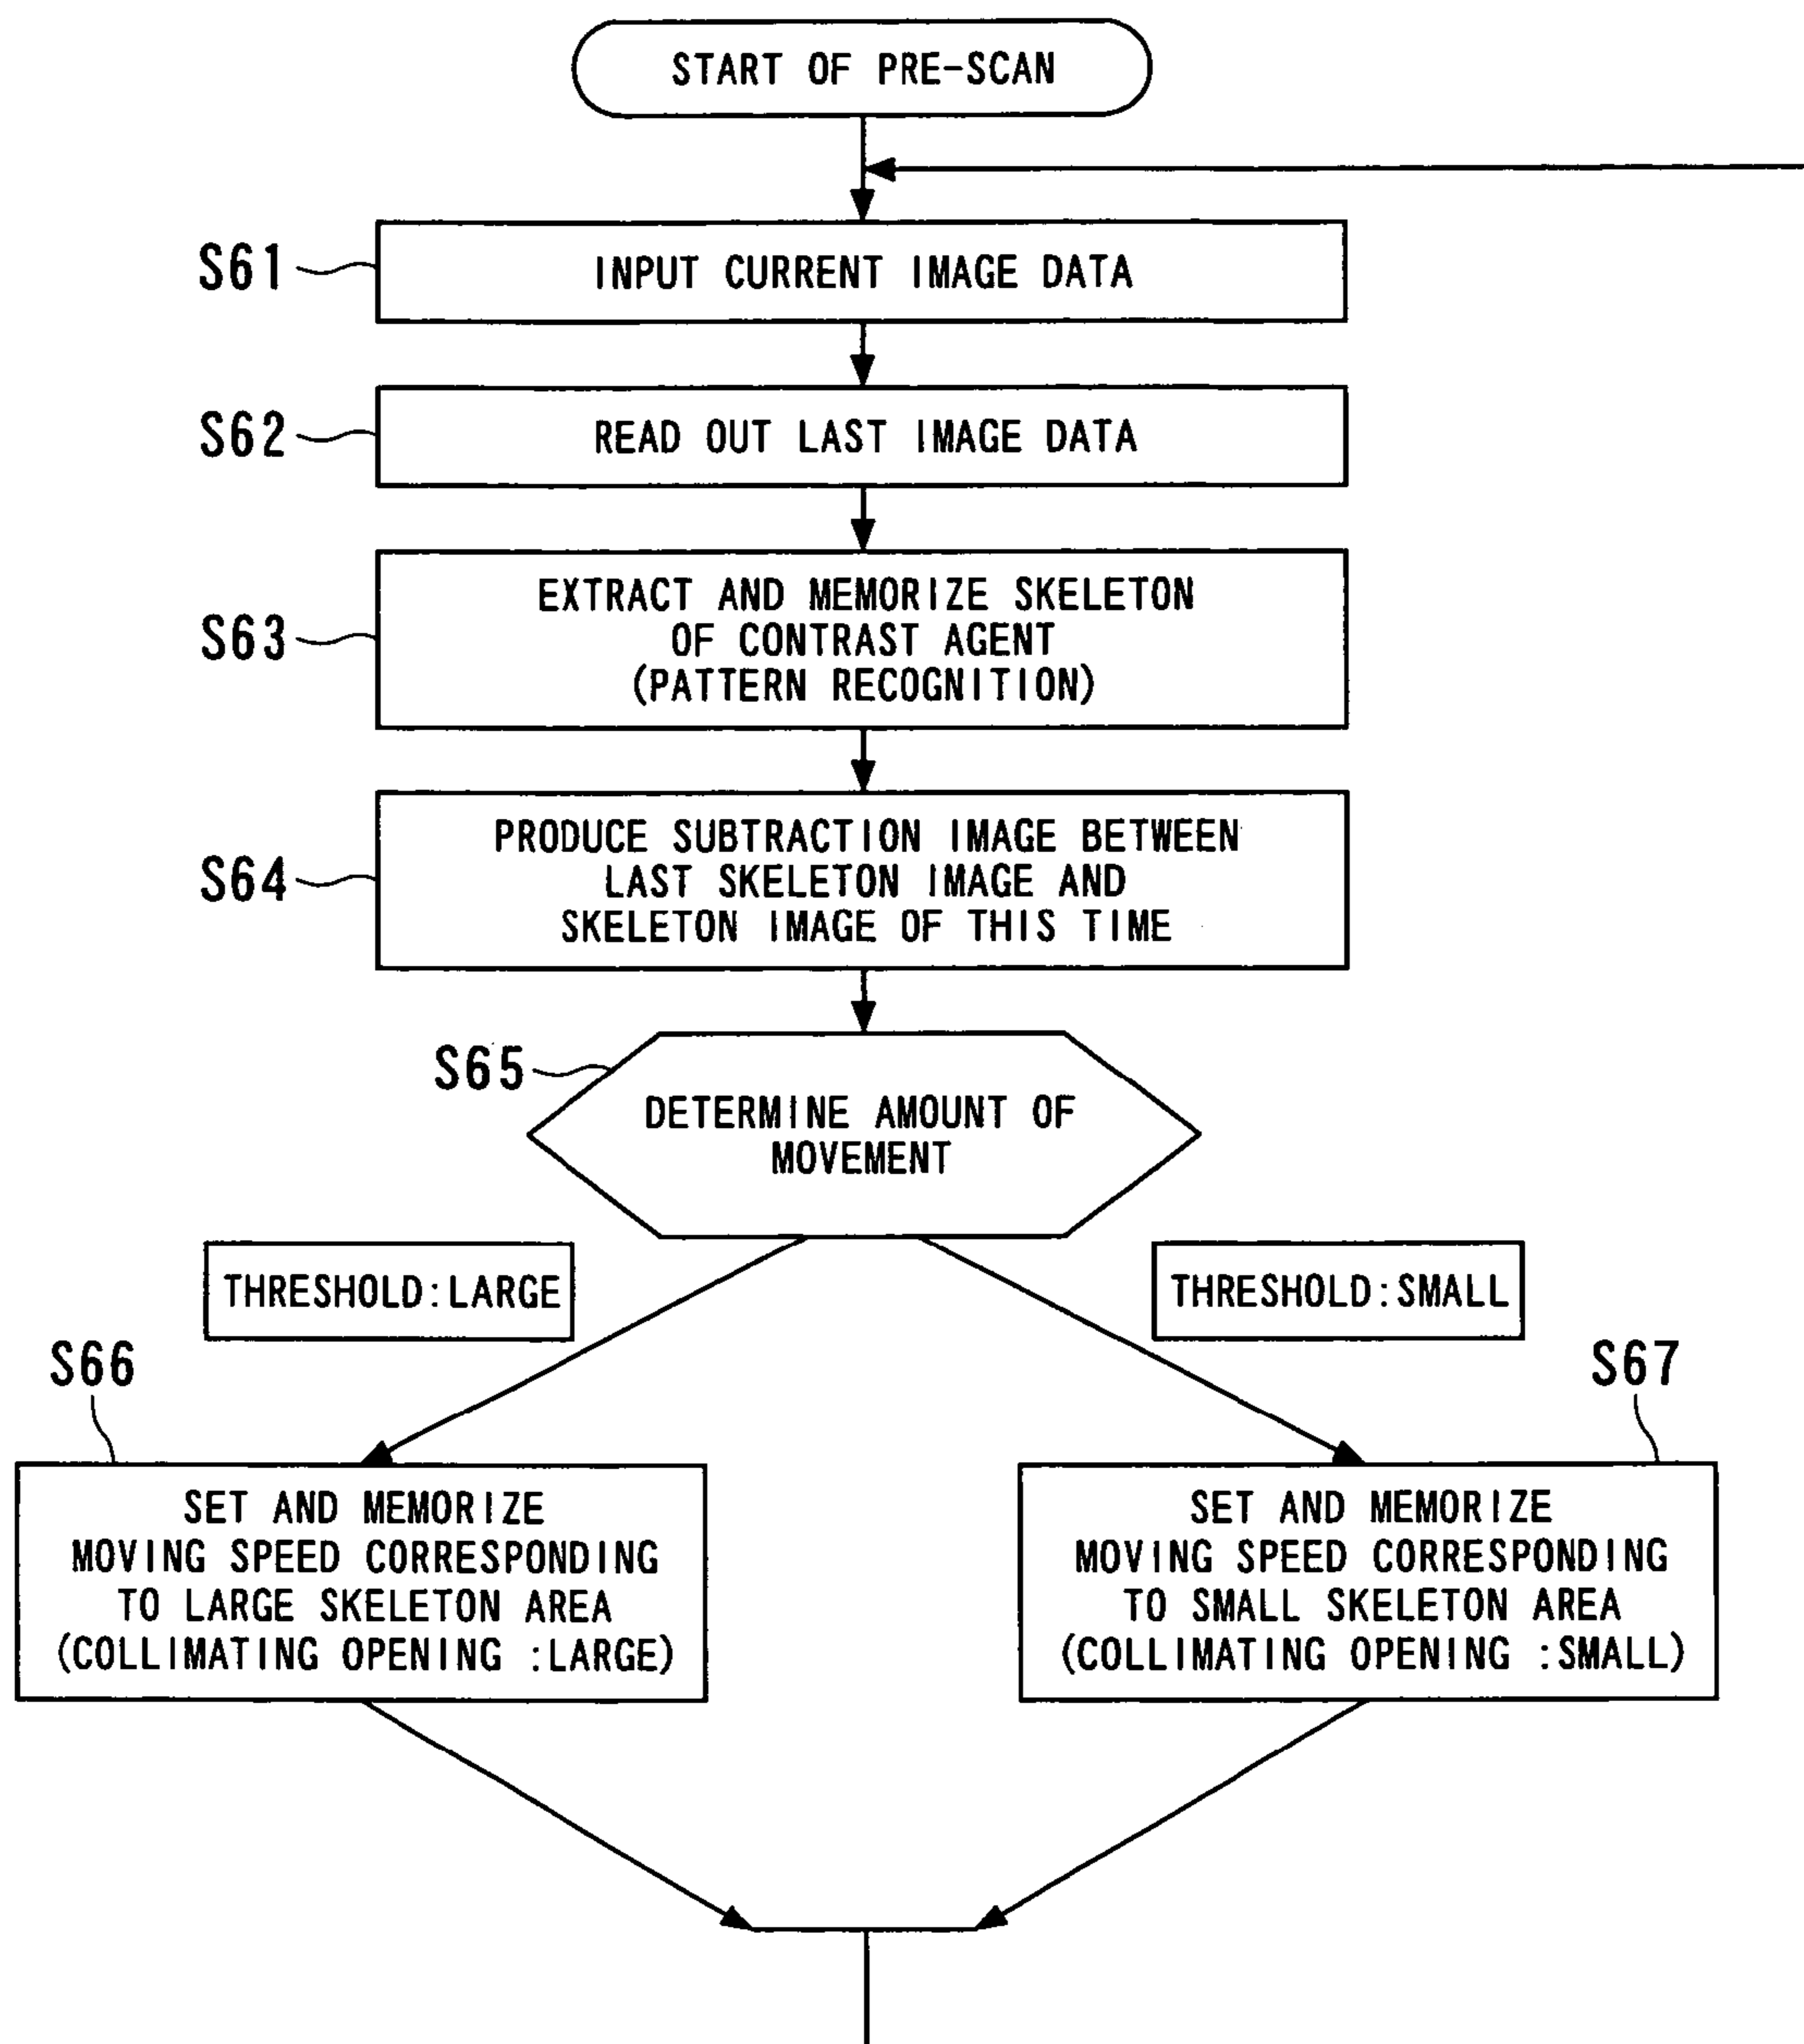 START OF PRE-SCAN
S61
INPUT CURRENT IMAGE DATA
S62
READ OUT LAST IMAGE DATA
S63
EXTRACT AND MEMORIZE SKELETON
OF CONTRAST AGENT
(PATTERN RECOGNITION)
S64
PRODUCE SUBTRACTION IMAGE BETWEEN
LAST SKELETON IMAGE AND
SKELETON IMAGE OF THIS TIME
S65
DETERMINE AMOUNT OF
MOVEMENT
THRESHOLD:LARGE
THRESHOLD:SMALL
S66
SET AND MEMORIZE
MOVING SPEED CORRESPONDING
TO LARGE SKELETON AREA
(COLLIMATING OPENING :LARGE)
S67
SET AND MEMORIZE
MOVING SPEED CORRESPONDING
TO SMALL SKELETON AREA
(COLLIMATING OPENING :SMALL)